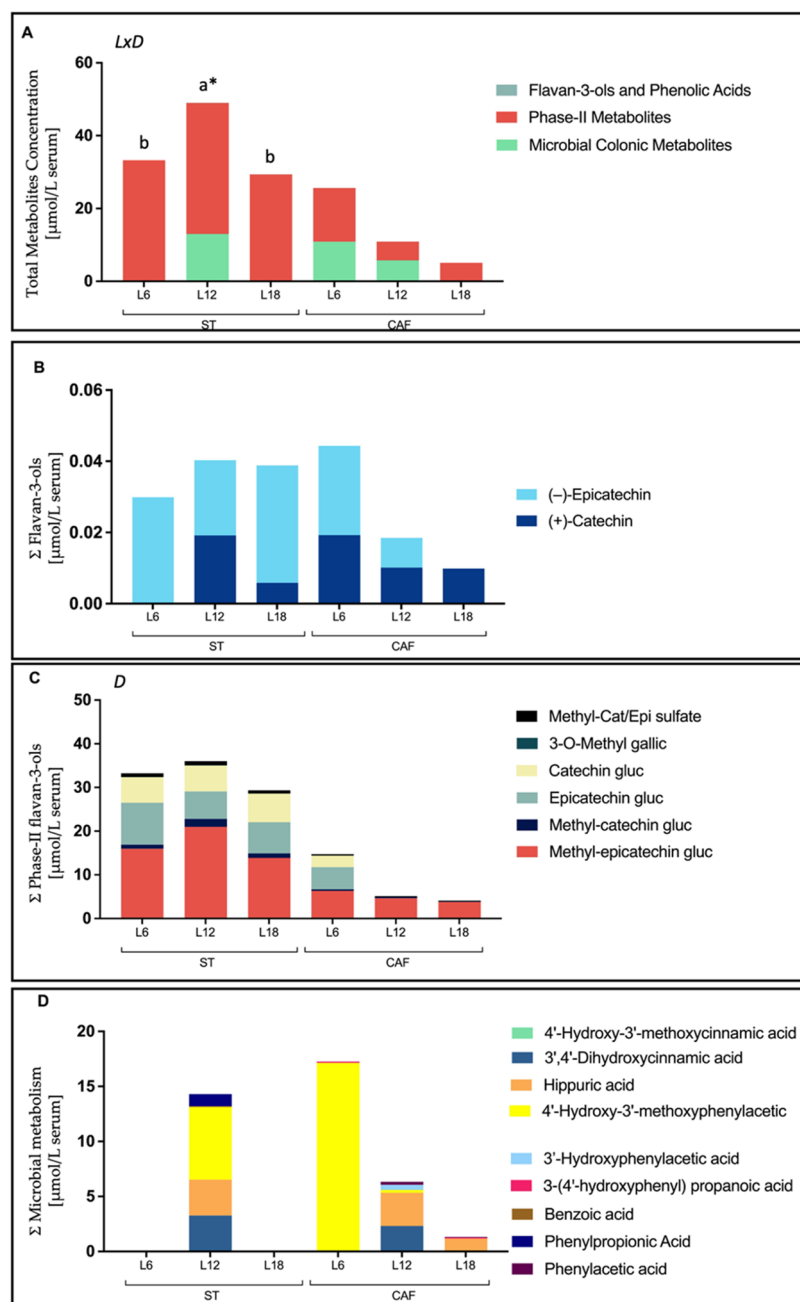 A
LxD
Total Metabolites Concentration
[µmol/L serum]
60
40
20
0
b
a*
b
L6
L12
L18
L6
L12
L18
ST
CAF
Flavan-3-ols and Phenolic Acids
Phase-II Metabolites
Microbial Colonic Metabolites
B
Σ Flavan-3-ols
[µmol/L serum]
0.06
0.04
0.02
0.00
L6
L12
L18
L6
L12
L18
ST
CAF
(–)-Epicatechin
(+)-Catechin
C
D
Σ Phase-II flavan-3-ols
[µmol/L serum]
50
40
30
20
10
0
L6
L12
L18
L6
L12
L18
ST
CAF
Methyl-Cat/Epi sulfate
3-O-Methyl gallic
Catechin gluc
Epicatechin gluc
Methyl-catechin gluc
Methyl-epicatechin gluc
D
Σ Microbial metabolism
[µmol/L serum]
20
15
10
5
0
L6
L12
L18
L6
L12
L18
ST
CAF
4'-Hydroxy-3'-methoxycinnamic acid
3',4'-Dihydroxycinnamic acid
Hippuric acid
4'-Hydroxy-3'-methoxyphenylacetic
3'-Hydroxyphenylacetic acid
3-(4'-hydroxyphenyl) propanoic acid
Benzoic acid
Phenylpropionic Acid
Phenylacetic acid